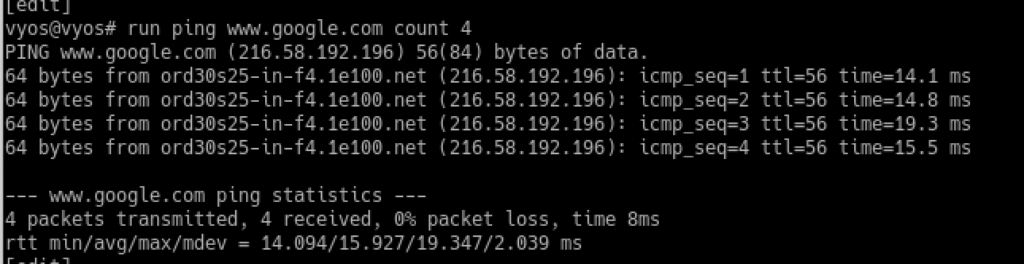 [edit]
vyos@vyos# run ping www.google.com count 4
PING www.google.com (216.58.192.196) 56(84) bytes of data.
64 bytes from ord30s25-in-f4.1e100.net (216.58.192.196): icmp_seq=1 ttl=56 time=14.1 ms
64 bytes from ord30s25-in-f4.1e100.net (216.58.192.196): icmp_seq=2 ttl=56 time=14.8 ms
64 bytes from ord30s25-in-f4.1e100.net (216.58.192.196): icmp_seq=3 ttl=56 time=19.3 ms
64 bytes from ord30s25-in-f4.1e100.net (216.58.192.196): icmp_seq=4 ttl=56 time=15.5 ms
--- www.google.com ping statistics ---
4 packets transmitted, 4 received, 0% packet loss, time 8ms
rtt min/avg/max/mdev = 14.094/15.927/19.347/2.039 ms
[edit]